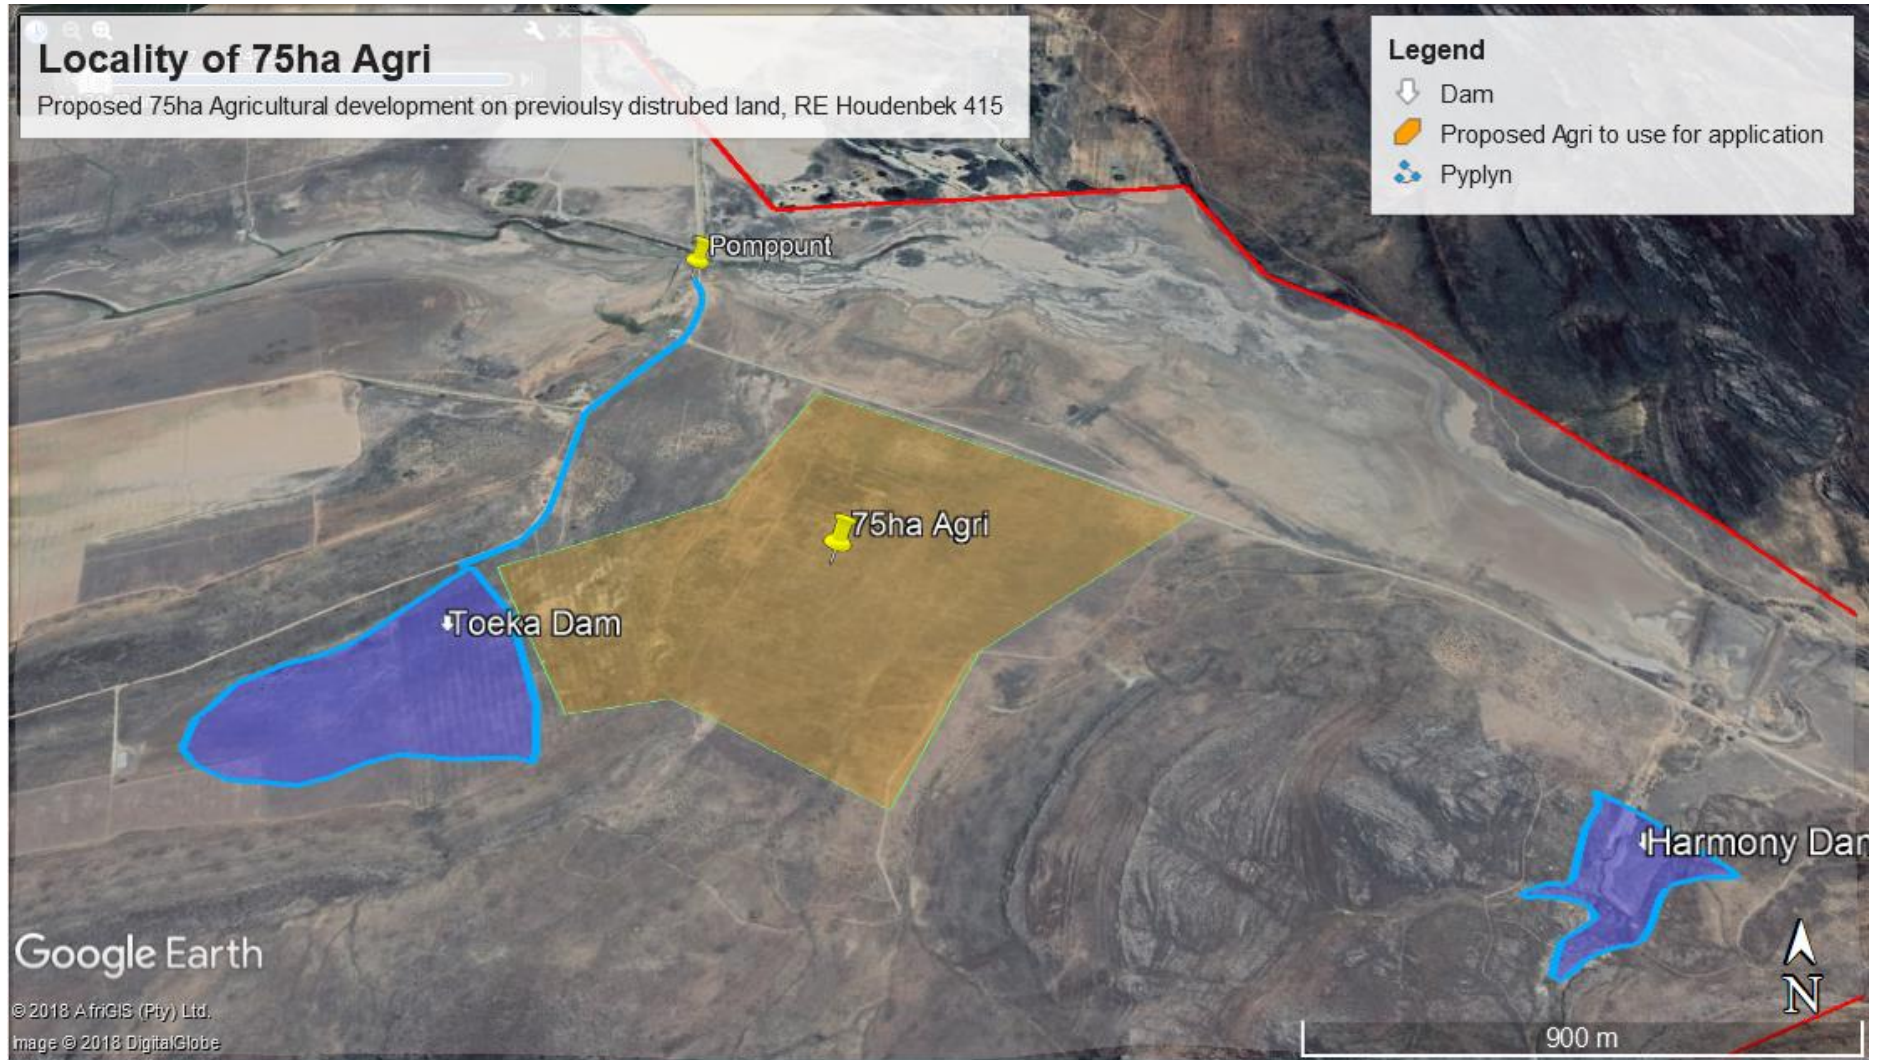 Locality of 75ha Agri
Proposed 75ha Agricultural development on previoulsy distrubed land, RE Houdenbek 415
Legend
Dam
Proposed Agri to use for application
Pyplyn
Pomppunt
75ha Agri
Toeka Dam
Harmony Dam
Google Earth
© 2018 AfriGIS (Pty) Ltd.
Image © 2018 DigitalGlobe
N
900 m